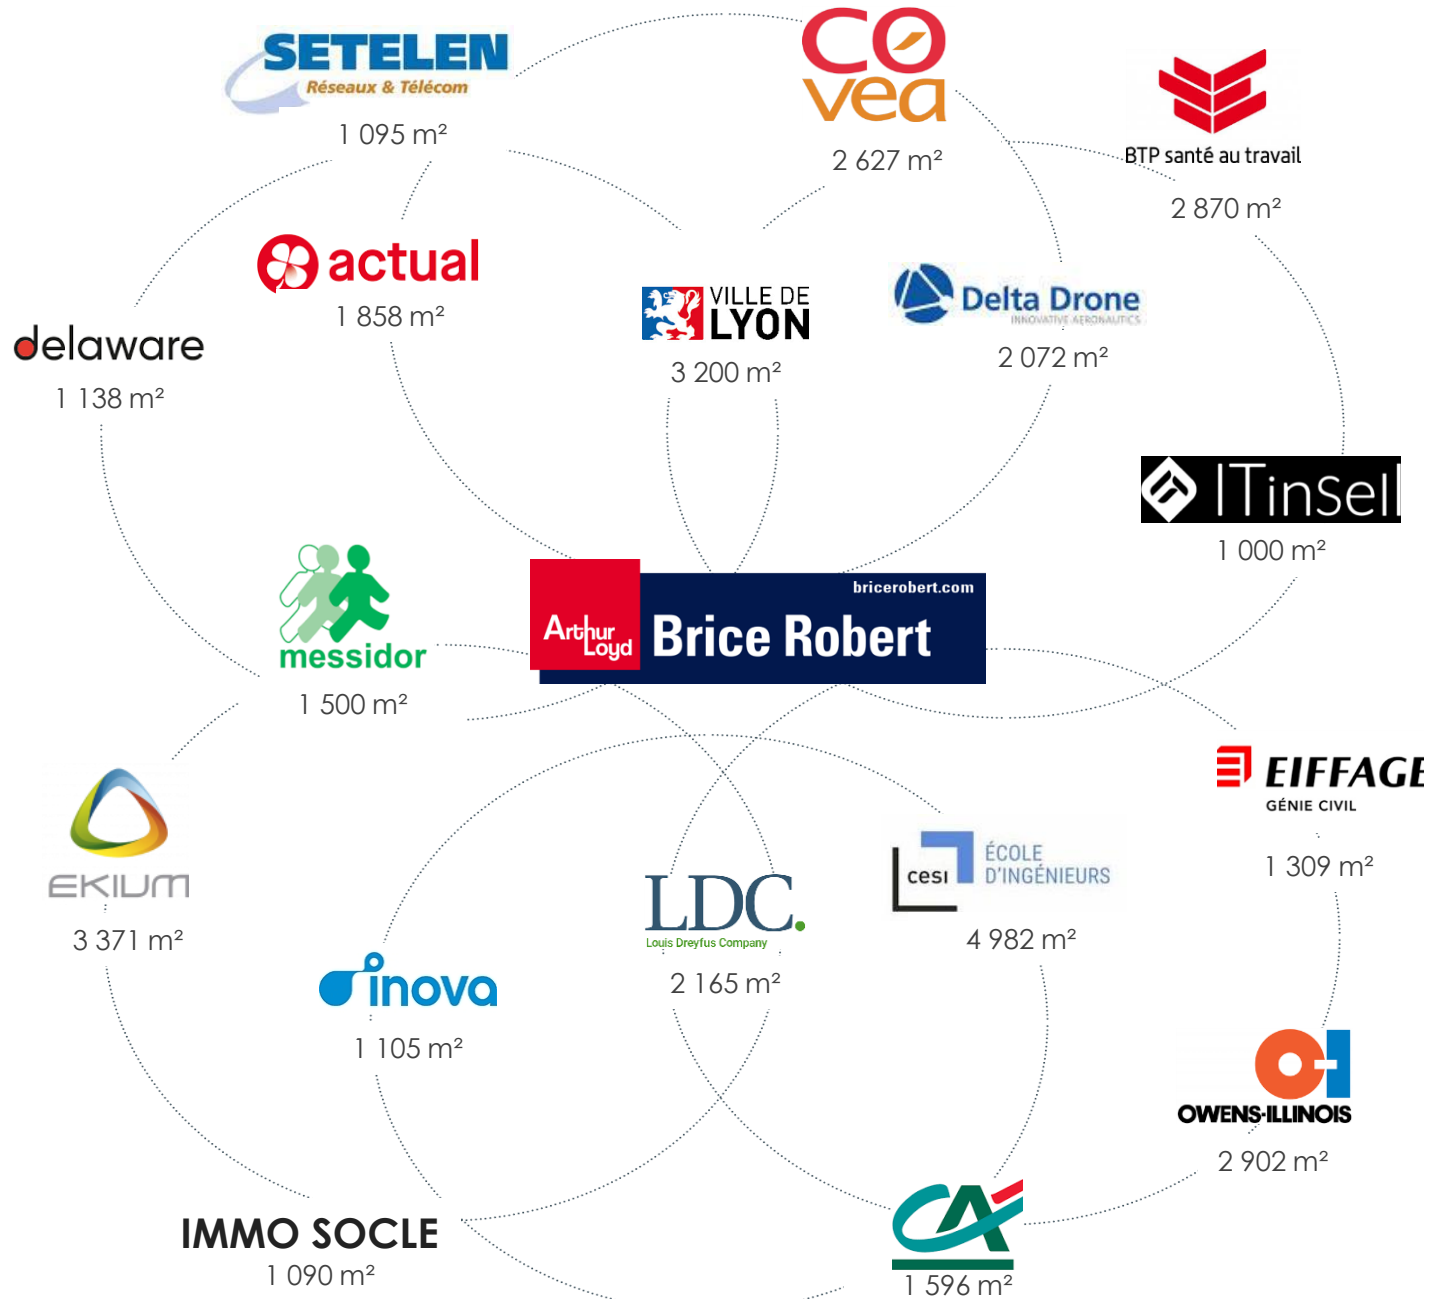 SETELEN
Réseaux & Télécom
1 095 m²
COvea
2 627 m²
BTP santé au travail
2 870 m²
actual
1 858 m²
VILLE DE
LYON
3 200 m²
Delta Drone
INNOVATIVE AERONAUTICS
2 072 m²
delaware
1 138 m²
ITinSell
1 000 m²
messidor
1 500 m²
bricerobert.com
Arthur
Loyd
Brice Robert
EIFFAGE
GÉNIE CIVIL
1 309 m²
EKIUM
3 371 m²
inova
1 105 m²
LDC.
Louis Dreyfus Company
2 165 m²
cesi
ÉCOLE
D'INGÉNIEURS
4 982 m²
OWENS-ILLINOIS
2 902 m²
IMMO SOCLE
1 090 m²
CA
1 596 m²